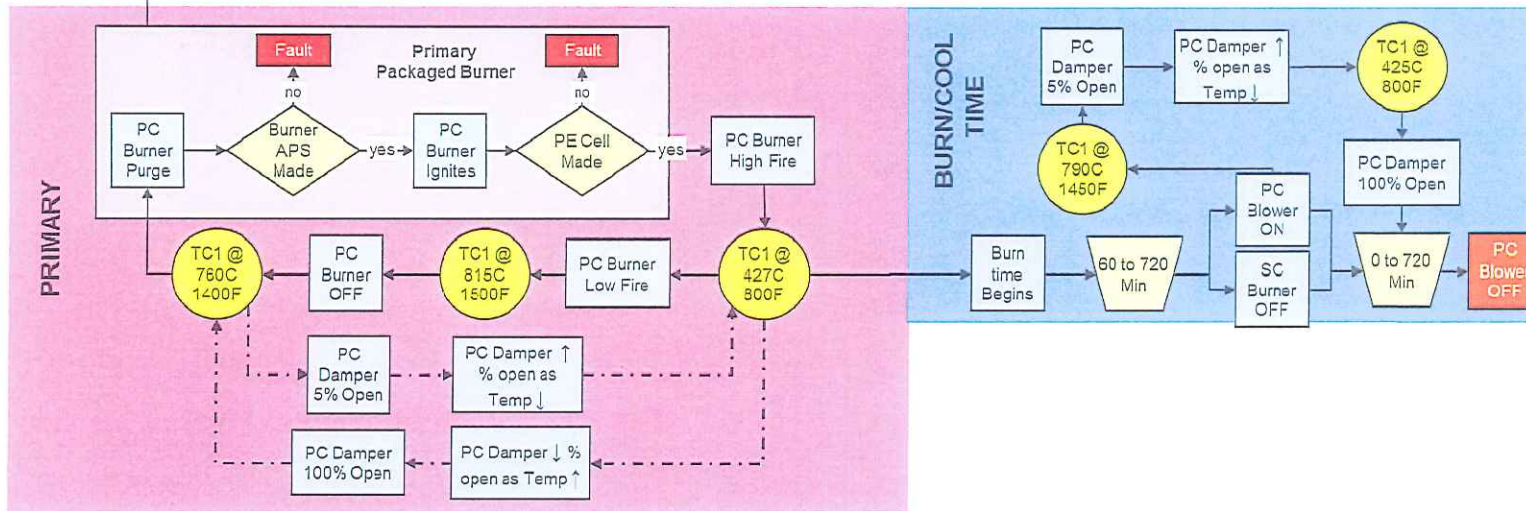 PRIMARY
Primary
Packaged Burner
Fault
Fault
no
no
PC
Burner
Purge
Burner
APS
Made
yes
PC
Burner
Ignites
PE Cell
Made
yes
PC Burner
High Fire
TC1 @
760C
1400F
PC
Burner
OFF
TC1 @
815C
1500F
PC Burner
Low Fire
TC1 @
427C
800F
PC
Damper
5% Open
PC Damper ↑
% open as
Temp ↓
PC Damper
100% Open
PC Damper ↓ %
open as Temp ↑
BURN/COOL
TIME
PC
Damper
5% Open
PC Damper ↑
% open as
Temp ↓
TC1 @
425C
800F
TC1 @
790C
1450F
PC Damper
100% Open
Burn
time
Begins
60 to 720
Min
PC
Blower
ON
SC
Burner
OFF
0 to 720
Min
PC
Blower
OFF